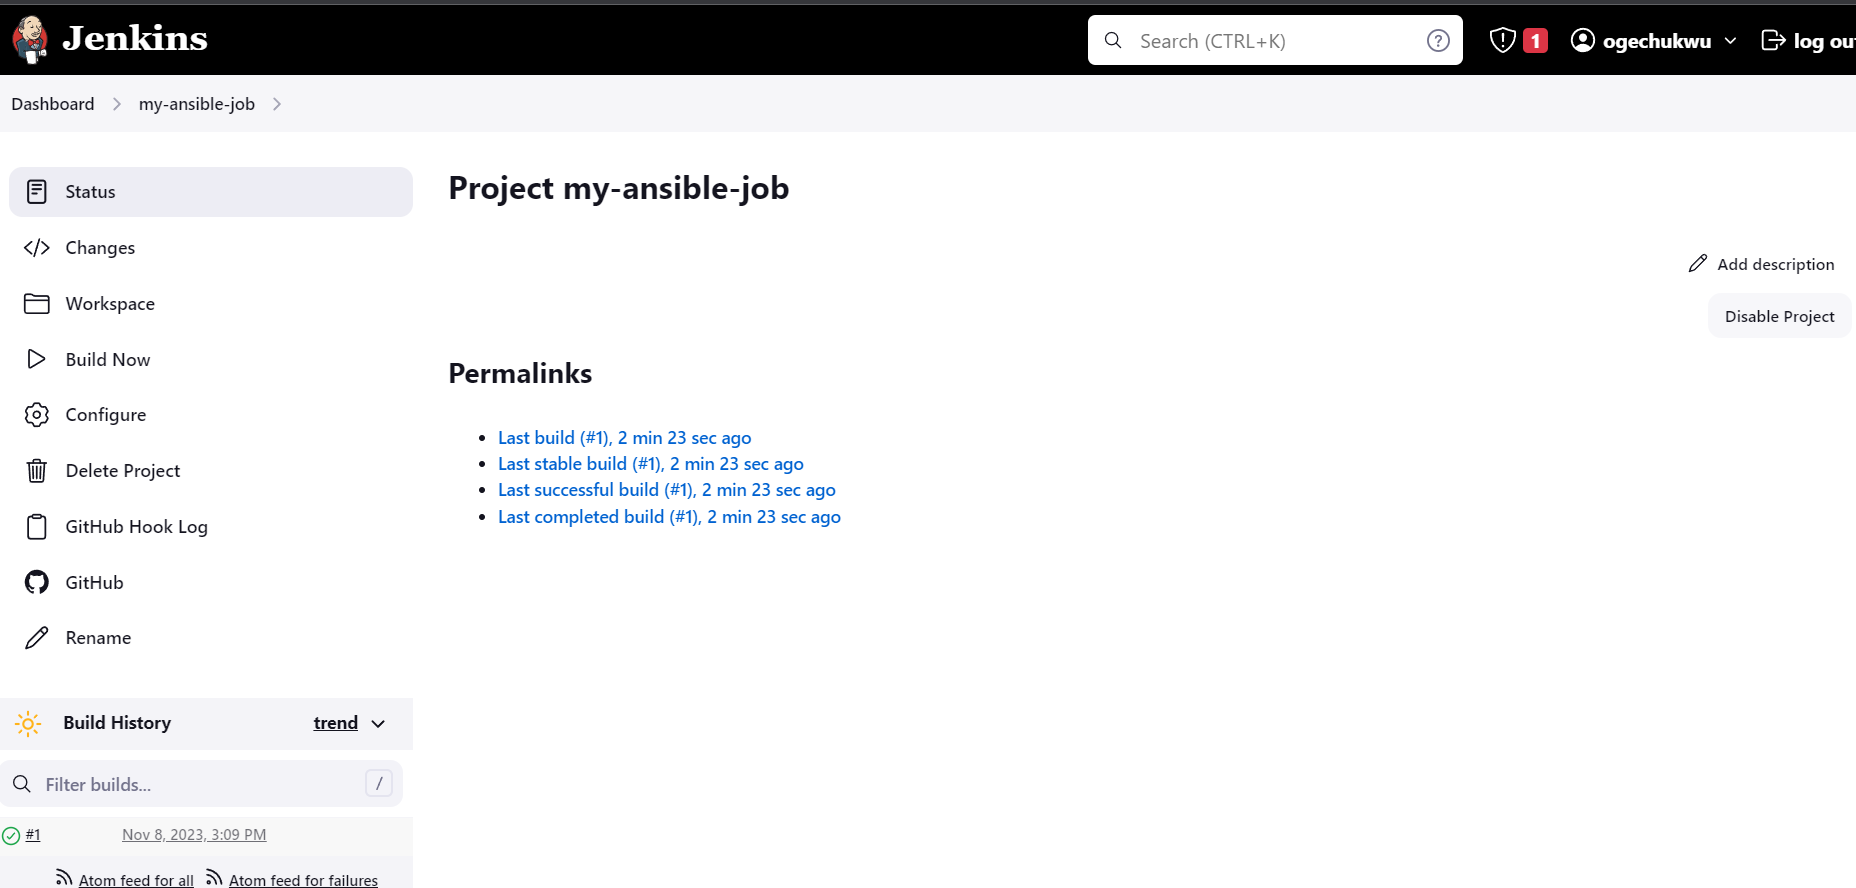 Jenkins
Search (CTRL+K)
1
ogechukwu
log out
Dashboard
my-ansible-job
Status
Changes
Workspace
Build Now
Configure
Delete Project
GitHub Hook Log
GitHub
Rename
Build History
trend
Filter builds...
/
#1
Nov 8, 2023, 3:09 PM
Atom feed for all
Atom feed for failures
Project my-ansible-job
Add description
Disable Project
Permalinks
Last build (#1), 2 min 23 sec ago
Last stable build (#1), 2 min 23 sec ago
Last successful build (#1), 2 min 23 sec ago
Last completed build (#1), 2 min 23 sec ago